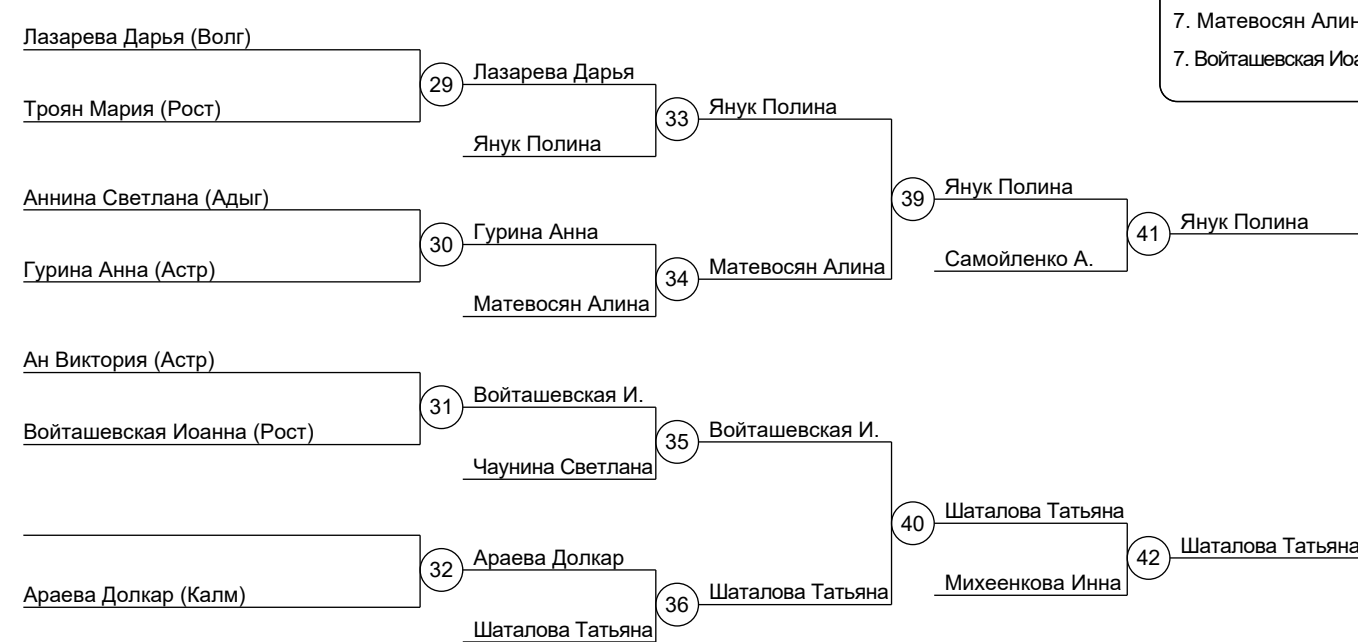 7. Матевосян Алин
7. Войташевская Иоа
Лазарева Дарья (Волг)
29
Лазарева Дарья
Троян Мария (Рост)
33
Янук Полина
Янук Полина
Аннина Светлана (Адыг)
39
Янук Полина
30
Гурина Анна
41
Янук Полина
Гурина Анна (Астр)
34
Матевосян Алина
Самойленко А.
Матевосян Алина
Ан Виктория (Астр)
31
Войташевская И.
Войташевская Иоанна (Рост)
35
Войташевская И.
Чаунина Светлана
40
Шаталова Татьяна
32
Араева Долкар
42
Шаталова Татьяна
Араева Долкар (Калм)
36
Шаталова Татьяна
Михеенкова Инна
Шаталова Татьяна